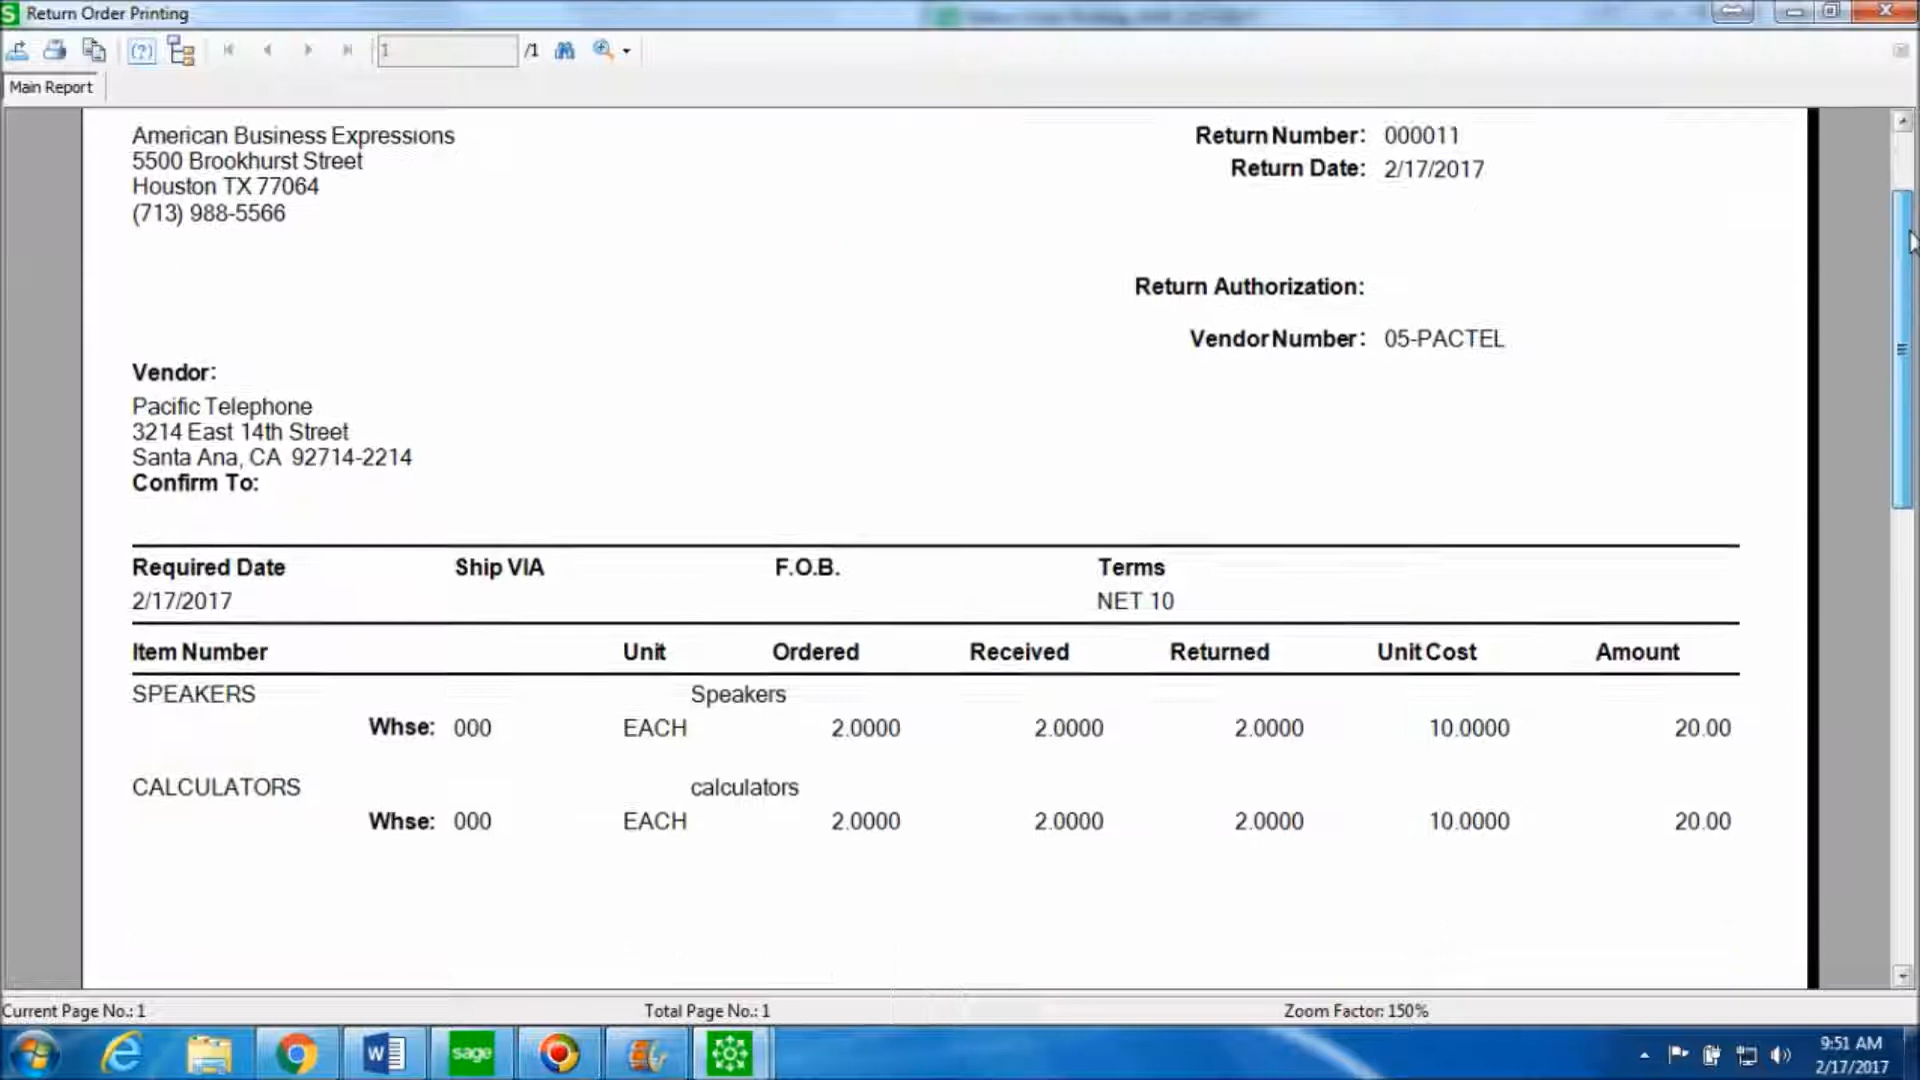 Return Order Printing
1 /1
Main Report
American Business Expressions
5500 Brookhurst Street
Houston TX 77064
(713) 988-5566
Return Number: 000011
Return Date: 2/17/2017
Return Authorization:
Vendor Number: 05-PACTEL
Vendor:
Pacific Telephone
3214 East 14th Street
Santa Ana, CA 92714-2214
Confirm To:
Required Date Ship VIA F.O.B. Terms
2/17/2017 NET 10
Item Number Unit Ordered Received Returned Unit Cost Amount
SPEAKERS Speakers
Whse: 000 EACH 2.0000 2.0000 2.0000 10.0000 20.00
CALCULATORS calculators
Whse: 000 EACH 2.0000 2.0000 2.0000 10.0000 20.00
Current Page No.: 1 Total Page No.: 1 Zoom Factor: 150%
sage
9:51 AM
2/17/2017